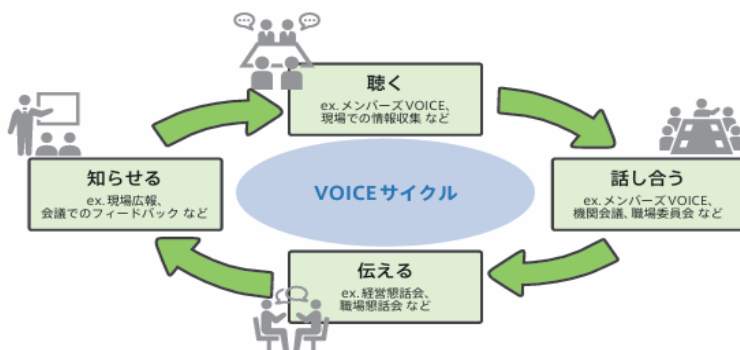 聴く
ex.メンバーズVOICE、
現場での情報収集 など
知らせる
ex.現場広報、
会議でのフィードバック など
VOICEサイクル
話し合う
ex.メンバーズVOICE、
機関会議、職場委員会 など
伝える
ex.経営懇話会、
職場懇話会 など